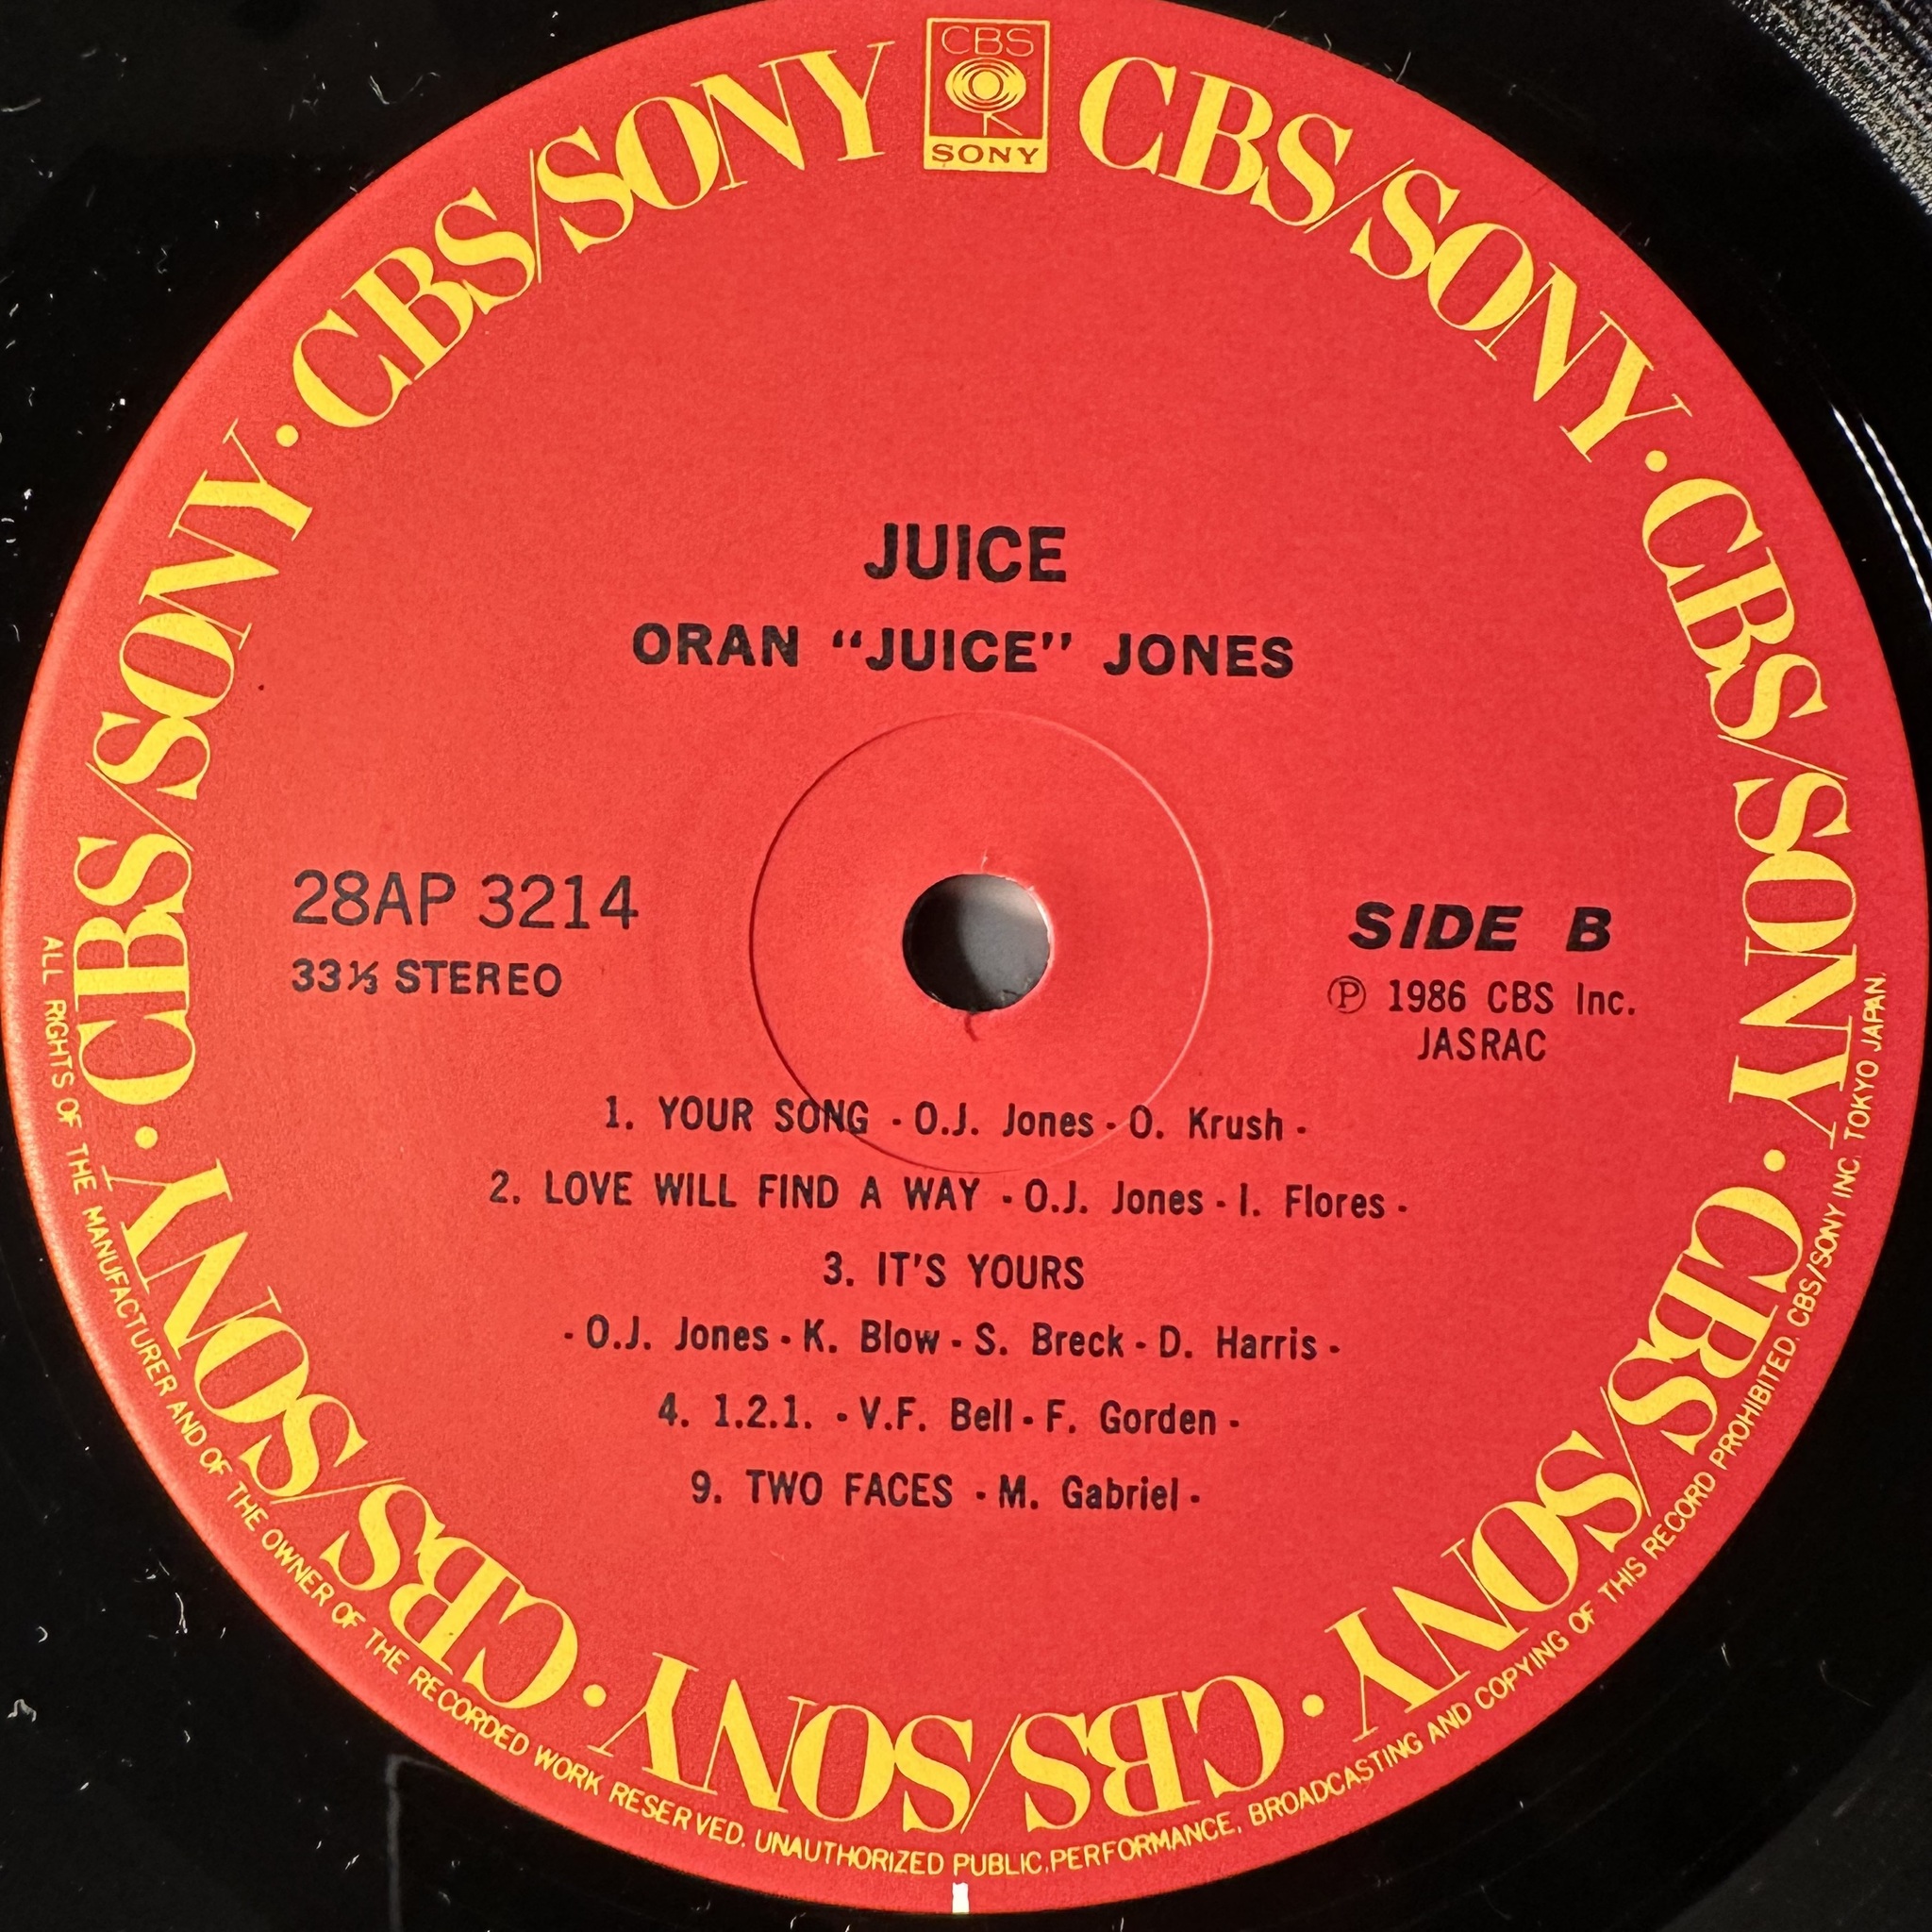 CBS
SONY
CBS/SONY · CBS/SONY · CBS/SONY · CBS/SONY · CBS/SONY · CBS/SONY · CBS/SONY
JUICE
ORAN “JUICE” JONES
28AP 3214
33⅓ STEREO
SIDE B
Ⓟ 1986 CBS Inc.
JASRAC
1. YOUR SONG - O.J. Jones - O. Krush -
2. LOVE WILL FIND A WAY - O.J. Jones - I. Flores -
3. IT'S YOURS
- O.J. Jones - K. Blow - S. Breck - D. Harris -
4. 1.2.1. - V.F. Bell - F. Gorden -
9. TWO FACES - M. Gabriel -
ALL RIGHTS OF THE MANUFACTURER AND OF THE OWNER OF THE RECORDED WORK RESERVED. UNAUTHORIZED PUBLIC PERFORMANCE, BROADCASTING AND COPYING OF THIS RECORD PROHIBITED. CBS/SONY INC. TOKYO JAPAN.